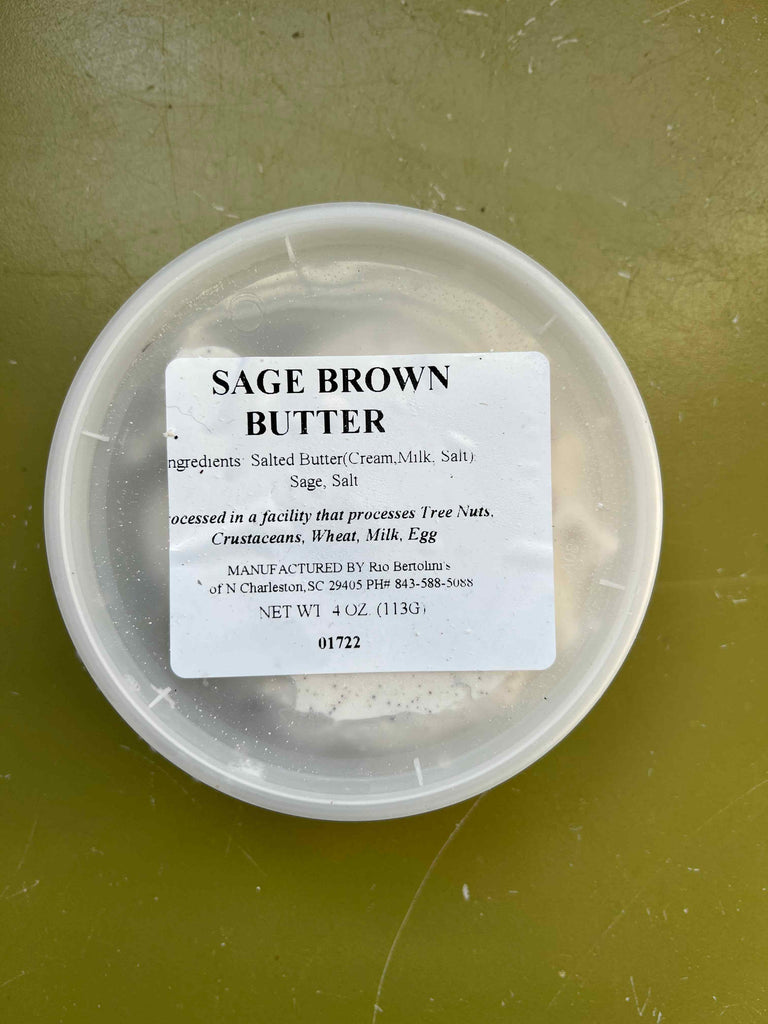 SAGE BROWN
BUTTER
ngredients: Salted Butter(Cream,Milk, Salt)
Sage, Salt
ocessed in a facility that processes Tree Nuts,
Crustaceans, Wheat, Milk, Egg
MANUFACTURED BY Rio Bertolini's
of N Charleston,SC 29405 PH# 843-588-5088
NET WT 4 OZ. (113G)
01722